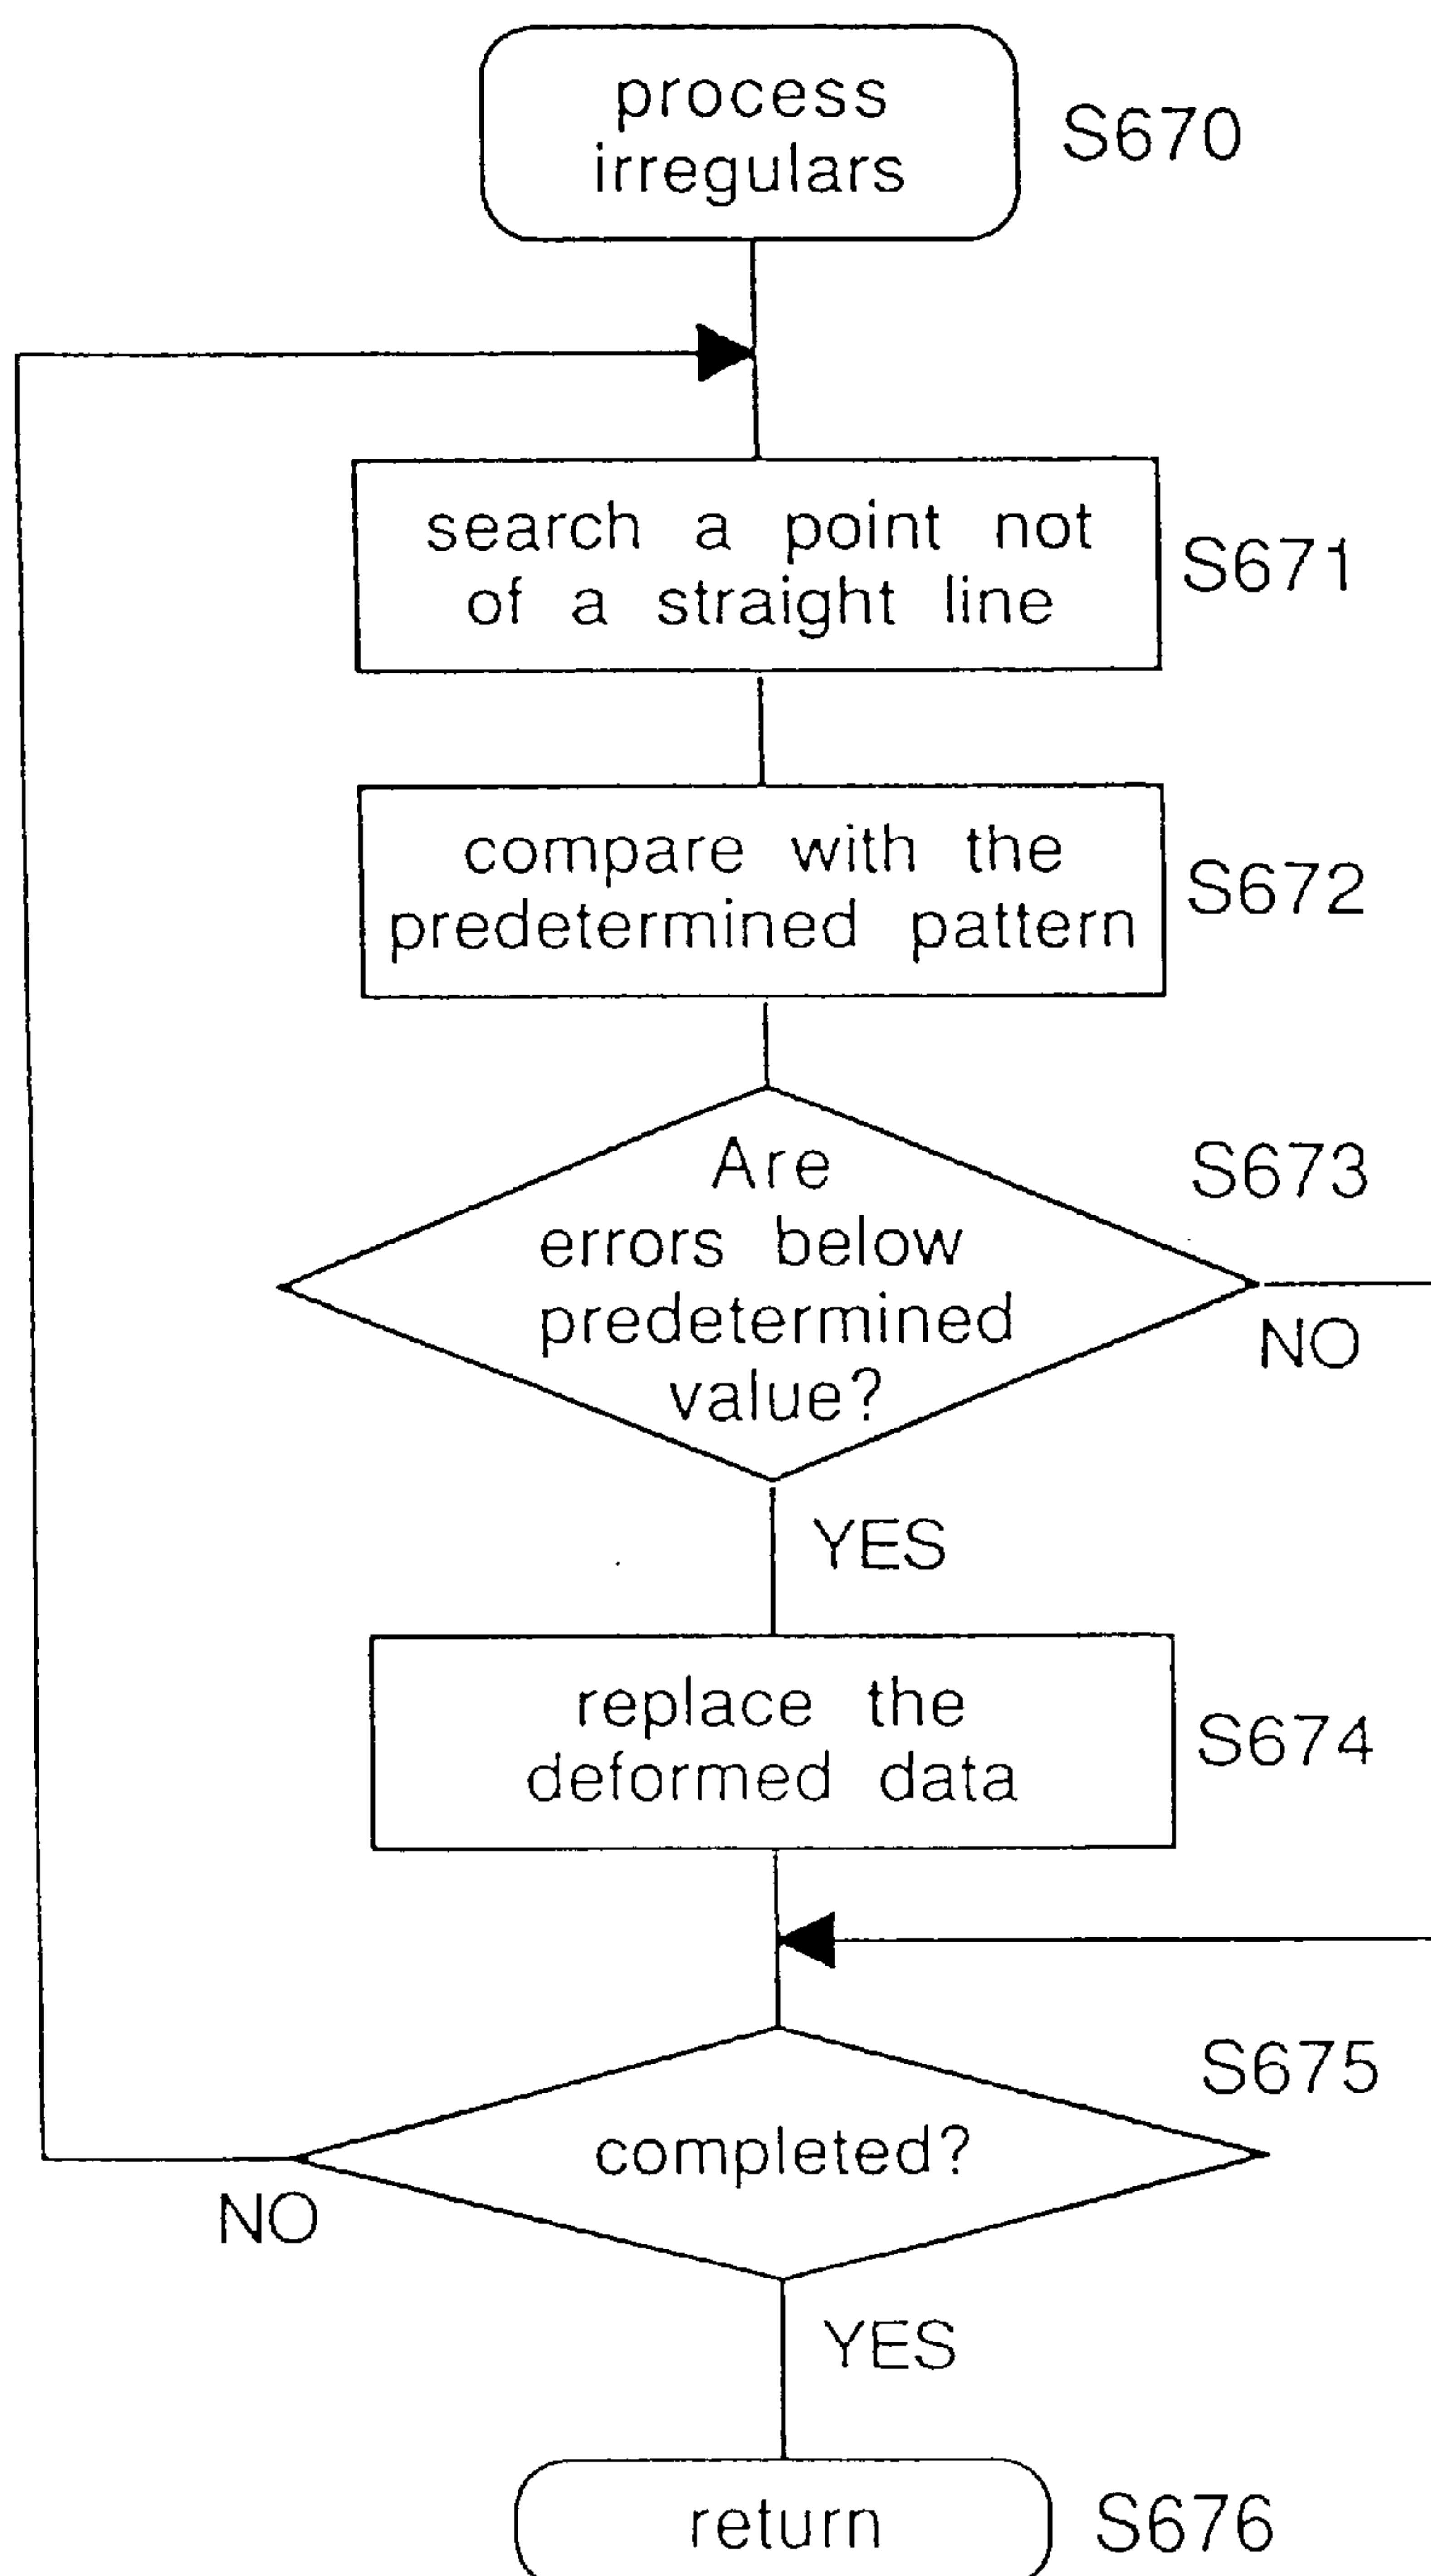 process
irregulars
S670
search a point not
of a straight line
S671
compare with the
predetermined pattern
S672
Are
errors below
predetermined
value?
S673
NO
YES
replace the
deformed data
S674
completed?
S675
NO
YES
return
S676